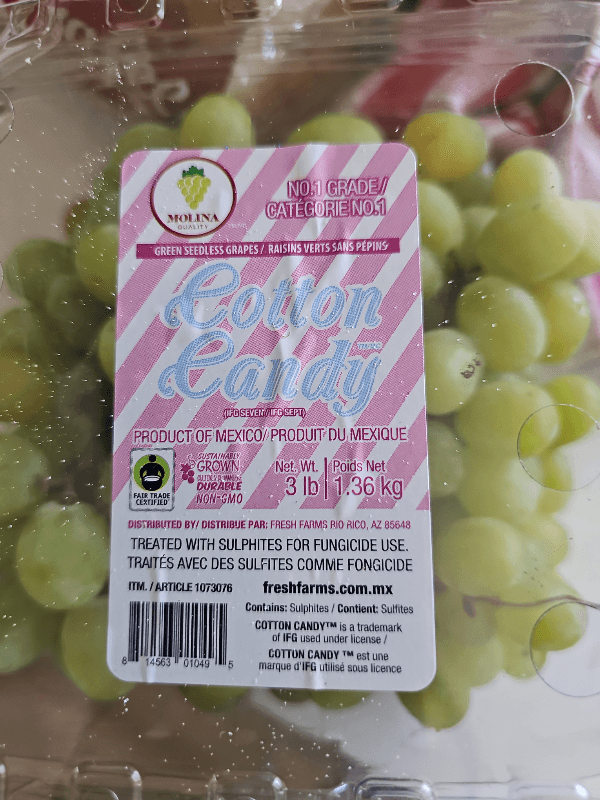 MOLINA
QUALITY
NO.1 GRADE/
CATÉGORIE NO.1
GREEN SEEDLESS GRAPES / RAISINS VERTS SANS PÉPINS
Cotton
Candy
(IFG SEVEN / IFG SEPT)
PRODUCT OF MEXICO/ PRODUIT DU MEXIQUE
FAIR TRADE
CERTIFIED
SUSTAINABLY
GROWN
DURABLE
NON-GMO
Net. Wt. | Poids Net
3 lb | 1.36 kg
DISTRIBUTED BY/ DISTRIBUE PAR: FRESH FARMS RIO RICO, AZ 85648
TREATED WITH SULPHITES FOR FUNGICIDE USE.
TRAITÉS AVEC DES SULFITES COMME FONGICIDE
ITM. / ARTICLE 1073076
freshfarms.com.mx
Contains: Sulphites / Contient: Sulfites
COTTON CANDY™ is a trademark
of IFG used under license /
COTTON CANDY ™ est une
marque d'IFG utilisé sous licence
8 14563 01049 5